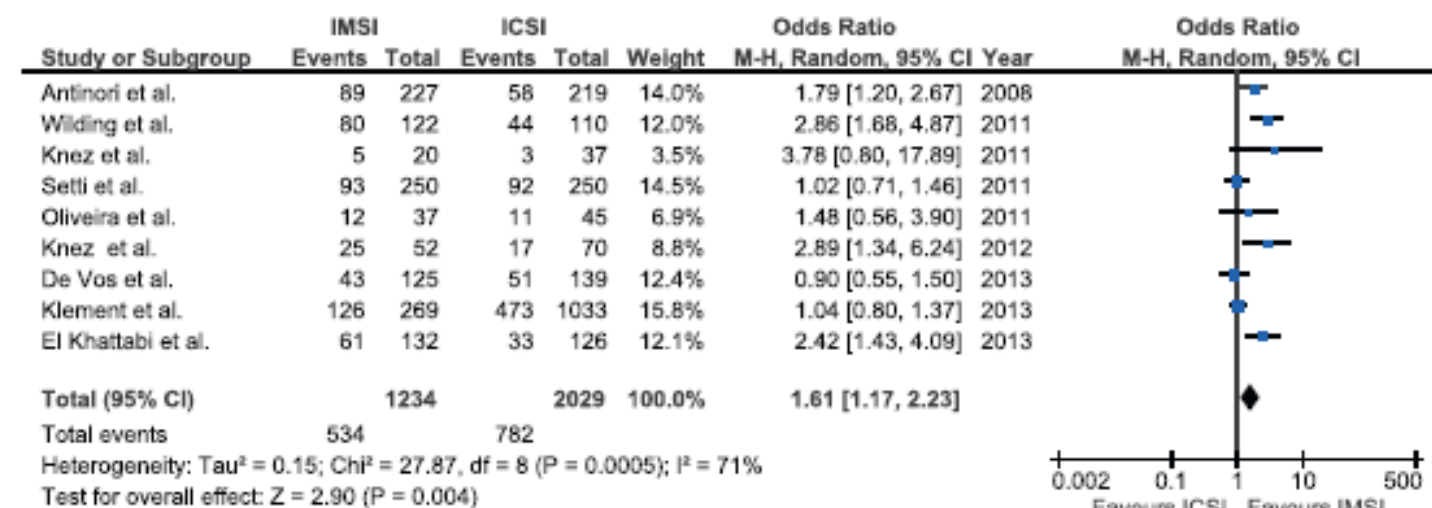 IMSI ICSI Odds Ratio Odds Ratio
Study or Subgroup Events Total Events Total Weight M-H, Random, 95% CI Year M-H, Random, 95% CI
Antinori et al. 89 227 58 219 14.0% 1.79 [1.20, 2.67] 2008
Wilding et al. 80 122 44 110 12.0% 2.86 [1.68, 4.87] 2011
Knez et al. 5 20 3 37 3.5% 3.78 [0.80, 17.89] 2011
Setti et al. 93 250 92 250 14.5% 1.02 [0.71, 1.46] 2011
Oliveira et al. 12 37 11 45 6.9% 1.48 [0.56, 3.90] 2011
Knez et al. 25 52 17 70 8.8% 2.89 [1.34, 6.24] 2012
De Vos et al. 43 125 51 139 12.4% 0.90 [0.55, 1.50] 2013
Klement et al. 126 269 473 1033 15.8% 1.04 [0.80, 1.37] 2013
El Khattabi et al. 61 132 33 126 12.1% 2.42 [1.43, 4.09] 2013
Total (95% CI) 1234 2029 100.0% 1.61 [1.17, 2.23]
Total events 534 782
Heterogeneity: Tau² = 0.15; Chi² = 27.87, df = 8 (P = 0.0005); I² = 71%
Test for overall effect: Z = 2.90 (P = 0.004)
0.002 0.1 1 10 500
Favours ICSI Favours IMSI